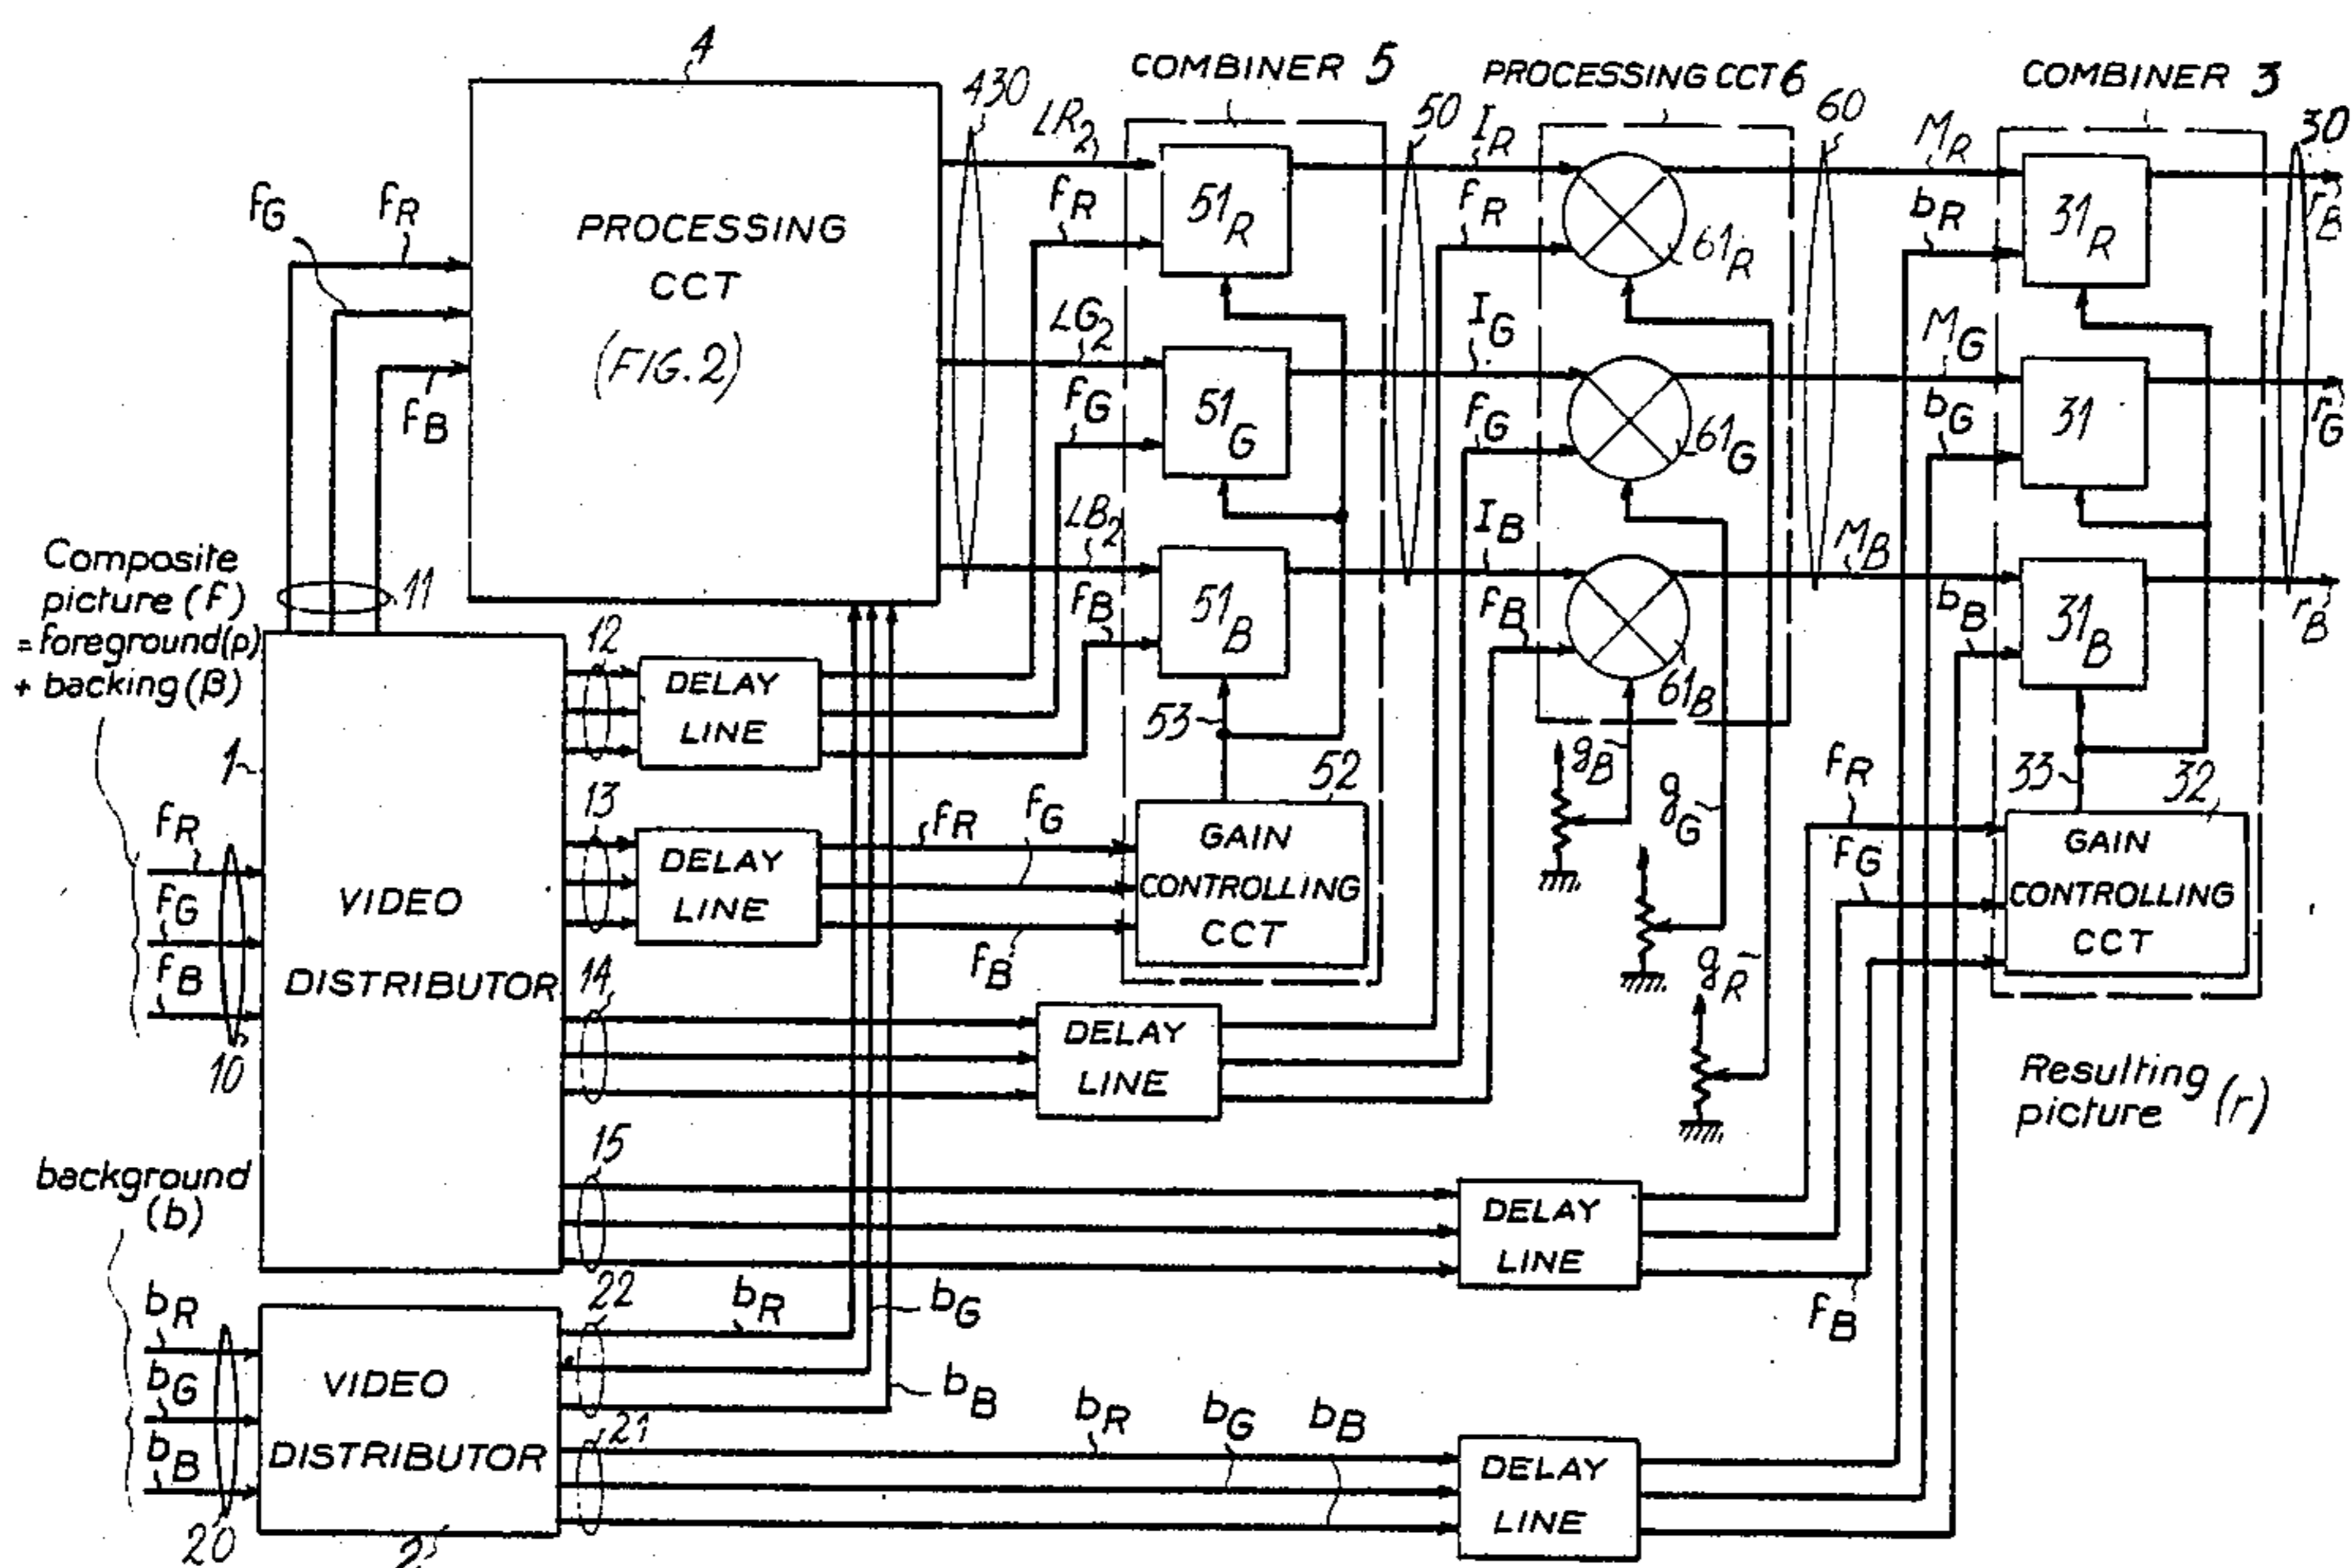 4
COMBINER 5
PROCESSING CCT 6
COMBINER 3
430
50
60
30
LR2
IR
MR
fR
fR
bR
rB
51R
61R
31R
fG
fR
PROCESSING
CCT
(FIG. 2)
fB
LG2
IG
MG
fG
fG
bG
rG
51G
61G
31
LB2
IB
MB
fB
fB
bB
rB
51B
61B
31B
Composite
picture (f)
= foreground (p)
+ backing (β)
11
12
DELAY
LINE
53
52
gB
gG
gR
33
32
1
13
DELAY
LINE
fR
fG
fB
GAIN
CONTROLLING
CCT
fR
fG
GAIN
CONTROLLING
CCT
fR
fG
fB
10
VIDEO
DISTRIBUTOR
14
DELAY
LINE
Resulting
picture (r)
background
(b)
15
DELAY
LINE
fB
bR
bG
bB
20
VIDEO
DISTRIBUTOR
2
22
bR
bG
bB
21
bR
bG
bB
DELAY
LINE